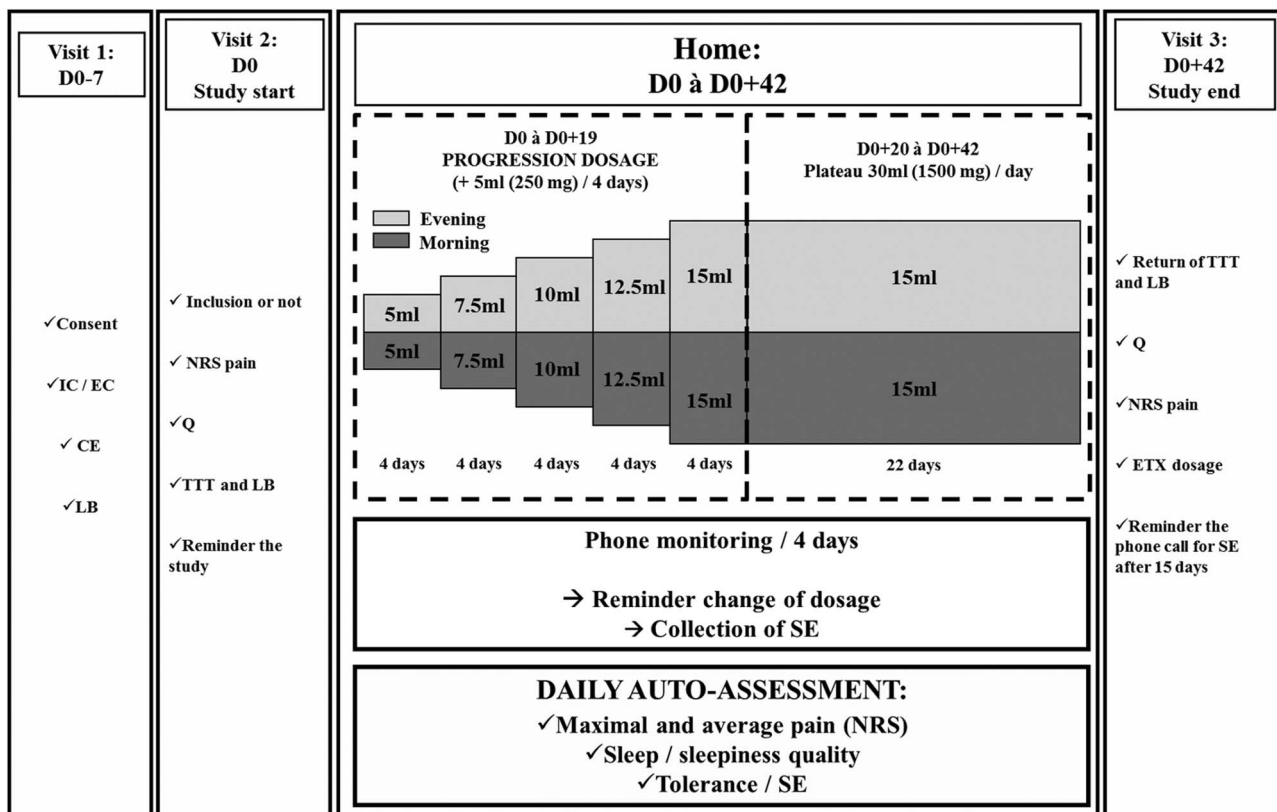 Visit 1:
D0-7
✓Consent
✓IC / EC
✓ CE
✓LB
Visit 2:
D0
Study start
✓ Inclusion or not
✓ NRS pain
✓Q
✓TTT and LB
✓Reminder the
study
Home:
D0 à D0+42
D0 à D0+19
PROGRESSION DOSAGE
(+ 5ml (250 mg) / 4 days)
Evening
Morning
D0+20 à D0+42
Plateau 30ml (1500 mg) / day
5ml
7.5ml
10ml
12.5ml
15ml
15ml
5ml
7.5ml
10ml
12.5ml
15ml
15ml
4 days
4 days
4 days
4 days
4 days
22 days
Phone monitoring / 4 days
→ Reminder change of dosage
→ Collection of SE
DAILY AUTO-ASSESSMENT:
✓Maximal and average pain (NRS)
✓Sleep / sleepiness quality
✓Tolerance / SE
Visit 3:
D0+42
Study end
✓ Return of TTT
and LB
✓ Q
✓NRS pain
✓ ETX dosage
✓Reminder the
phone call for SE
after 15 days